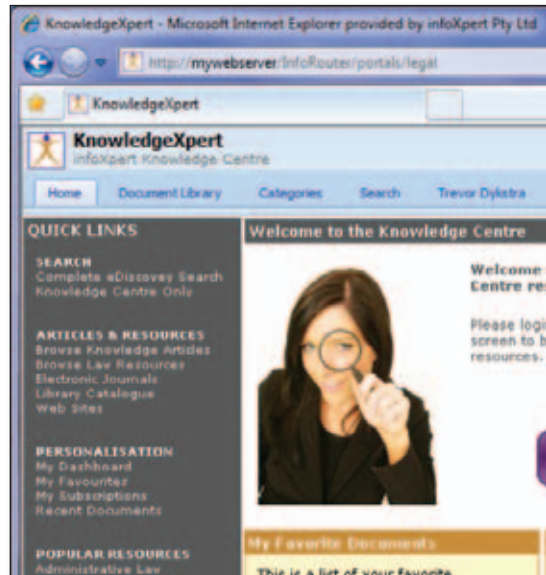 KnowledgeXpert - Microsoft Internet Explorer provided by infoXpert Pty Ltd
http://mywebserver/InfoRouter/portals/legal
KnowledgeXpert
KnowledgeXpert
infoXpert Knowledge Centre
Home Document Library Categories Search Trevor Dykstra
QUICK LINKS
SEARCH
Complete eDiscovey Search
Knowledge Centre Only
ARTICLES & RESOURCES
Browse Knowledge Articles
Browse Law Resources
Electronic Journals
Library Catalogue
Web Sites
PERSONALISATION
My Dashboard
My Favourites
My Subscriptions
Recent Documents
POPULAR RESOURCES
Administrative Law
Welcome to the Knowledge Centre
Welcome
Centre re
Please logi
screen to b
resources.
My Favorite Documents
This is a list of your favorite